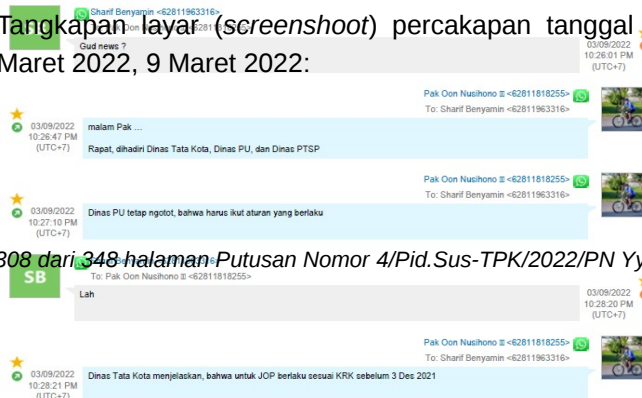 Sharif Benyamin <62811963316>
Tangkapan layar (screenshoot) percakapan tanggal
Gud news ?
03/09/2022
10:26:01 PM
(UTC+7)
Maret 2022, 9 Maret 2022:
Pak Oon Nusihono <62811818255>
To: Sharif Benyamin <62811963316>
03/09/2022
10:26:47 PM
(UTC+7)
malam Pak ...
Rapat, dihadiri Dinas Tata Kota, Dinas PU, dan Dinas PTSP
Pak Oon Nusihono <62811818255>
To: Sharif Benyamin <62811963316>
03/09/2022
10:27:10 PM
(UTC+7)
Dinas PU tetap ngotot, bahwa harus ikut aturan yang berlaku
308 dari 348 halaman Putusan Nomor 4/Pid.Sus-TPK/2022/PN Yy
SB
To: Pak Oon Nusihono <62811818255>
Lah
03/09/2022
10:28:20 PM
(UTC+7)
Pak Oon Nusihono <62811818255>
To: Sharif Benyamin <62811963316>
03/09/2022
10:28:21 PM
(UTC+7)
Dinas Tata Kota menjelaskan, bahwa untuk JOP berlaku sesuai KRK sebelum 3 Des 2021